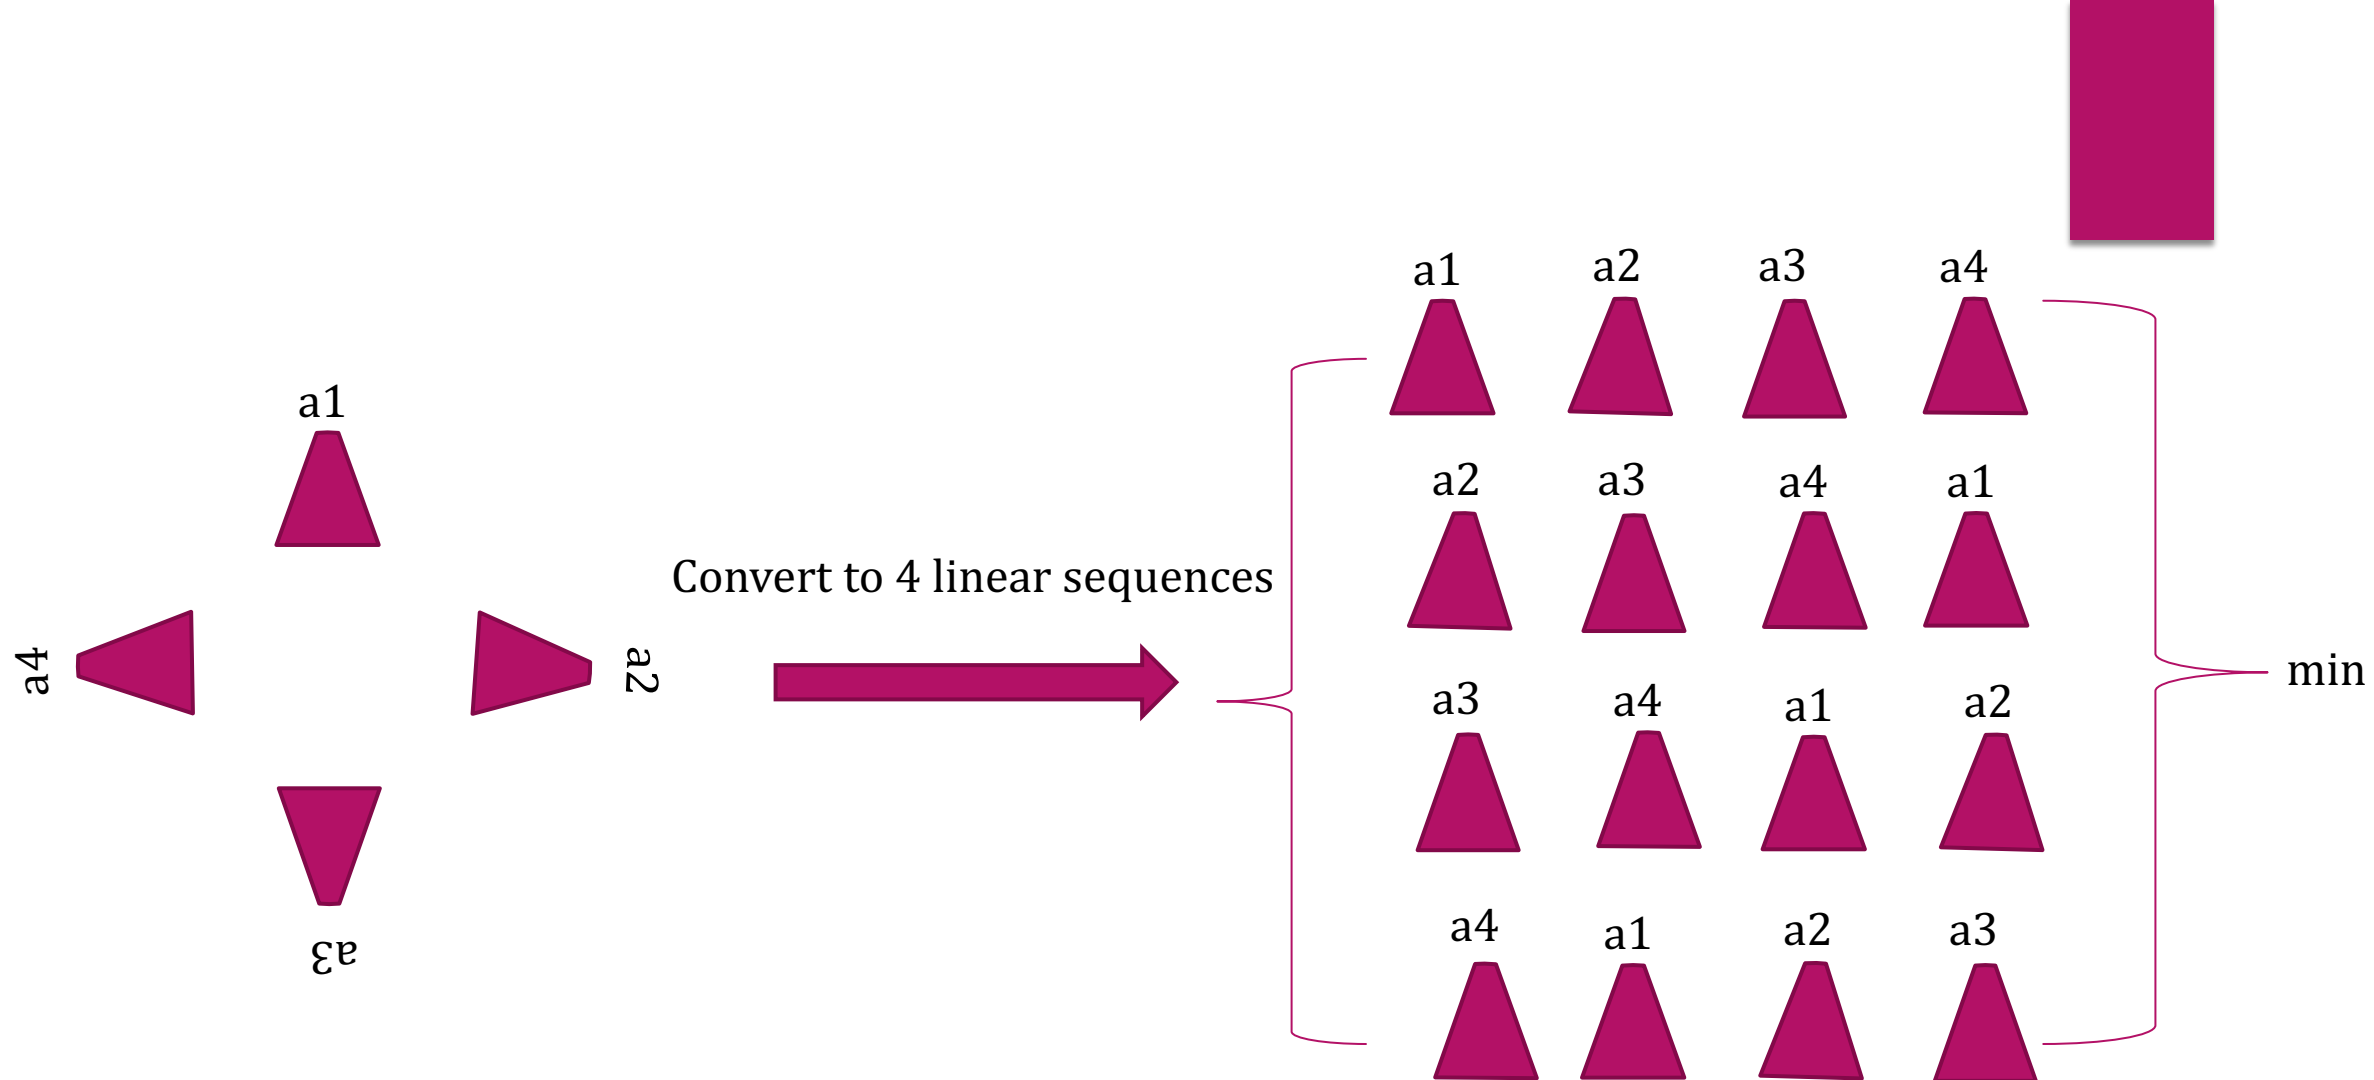 a1
a4
a2
a3
Convert to 4 linear sequences
a1 a2 a3 a4
a2 a3 a4 a1
a3 a4 a1 a2
a4 a1 a2 a3
min